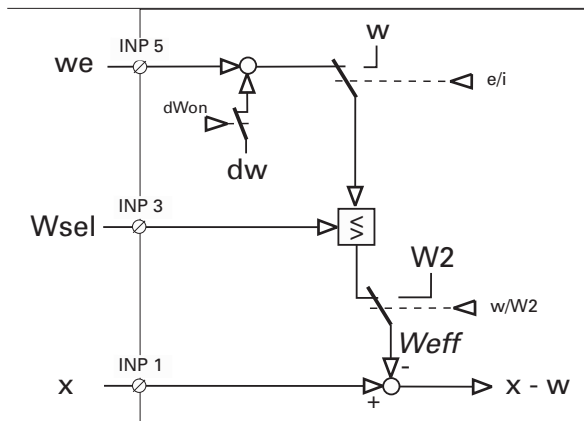 INP 5
w
we
e/i
dWon
dw
INP 3
Wsel
≤≥
W2
w/W2
Weff
INP 1
-
x
x - w
+